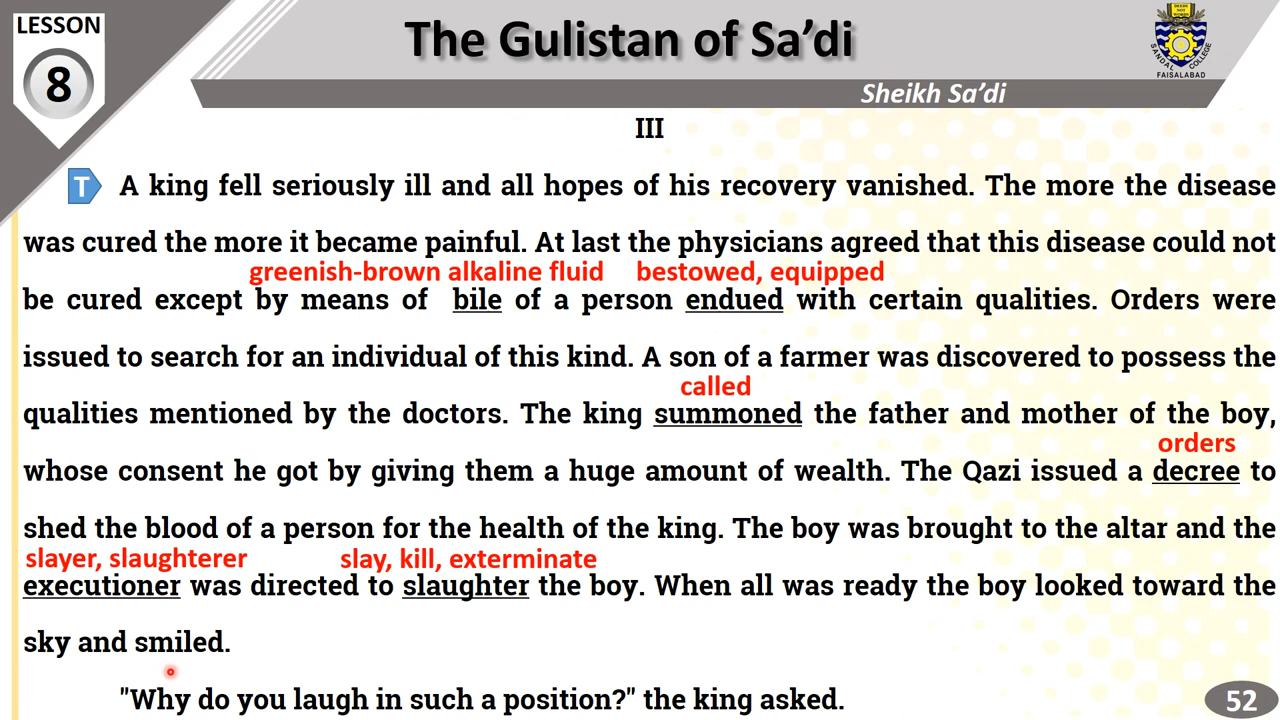 LESSON
8
The Gulistan of Sa’di
Sheikh Sa’di
DEEDS
NOT
WORDS
SANDAL COLLEGE
FAISALABAD
III
T A king fell seriously ill and all hopes of his recovery vanished. The more the disease
was cured the more it became painful. At last the physicians agreed that this disease could not
greenish-brown alkaline fluid bestowed, equipped
be cured except by means of bile of a person endued with certain qualities. Orders were
issued to search for an individual of this kind. A son of a farmer was discovered to possess the
called
qualities mentioned by the doctors. The king summoned the father and mother of the boy,
orders
whose consent he got by giving them a huge amount of wealth. The Qazi issued a decree to
shed the blood of a person for the health of the king. The boy was brought to the altar and the
slayer, slaughterer slay, kill, exterminate
executioner was directed to slaughter the boy. When all was ready the boy looked toward the
sky and smiled.
"Why do you laugh in such a position?" the king asked.
52